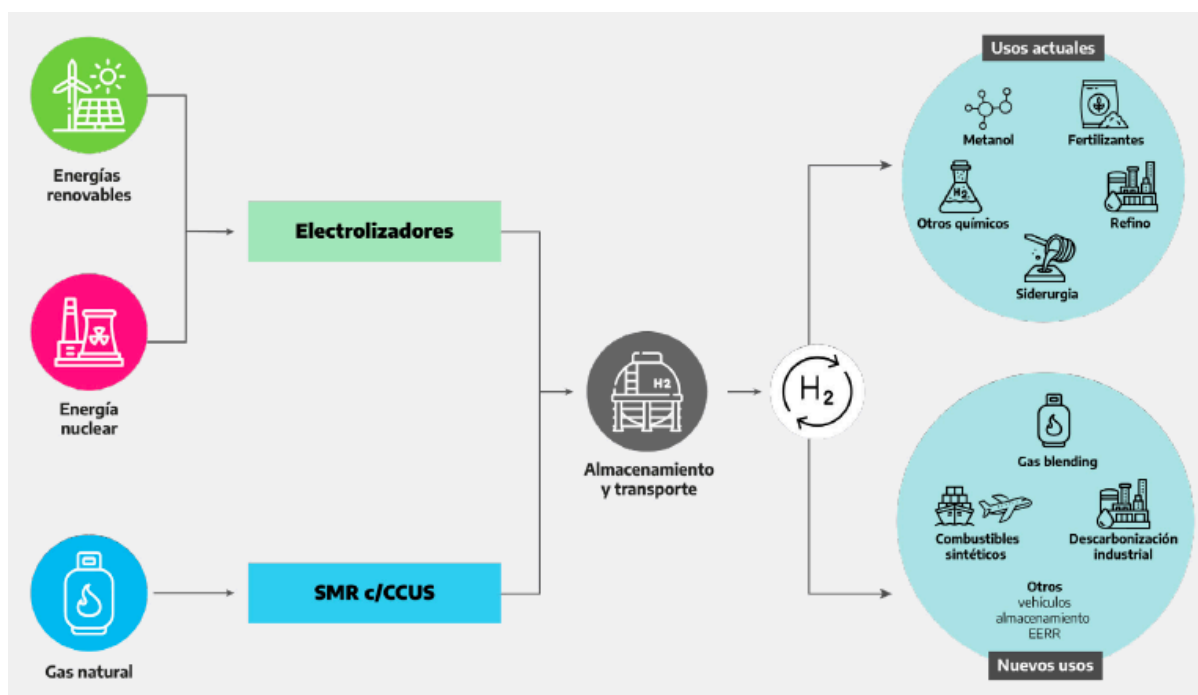 Energías
renovables
Energía
nuclear
Gas natural
Electrolizadores
SMR c/CCUS
H2
Almacenamiento
y transporte
H2
Usos actuales
Metanol
Fertilizantes
H2
Otros químicos
Refino
Siderurgia
Gas blending
Combustibles
sintéticos
Descarbonización
industrial
Otros
vehículos
almacenamiento
EERR
Nuevos usos